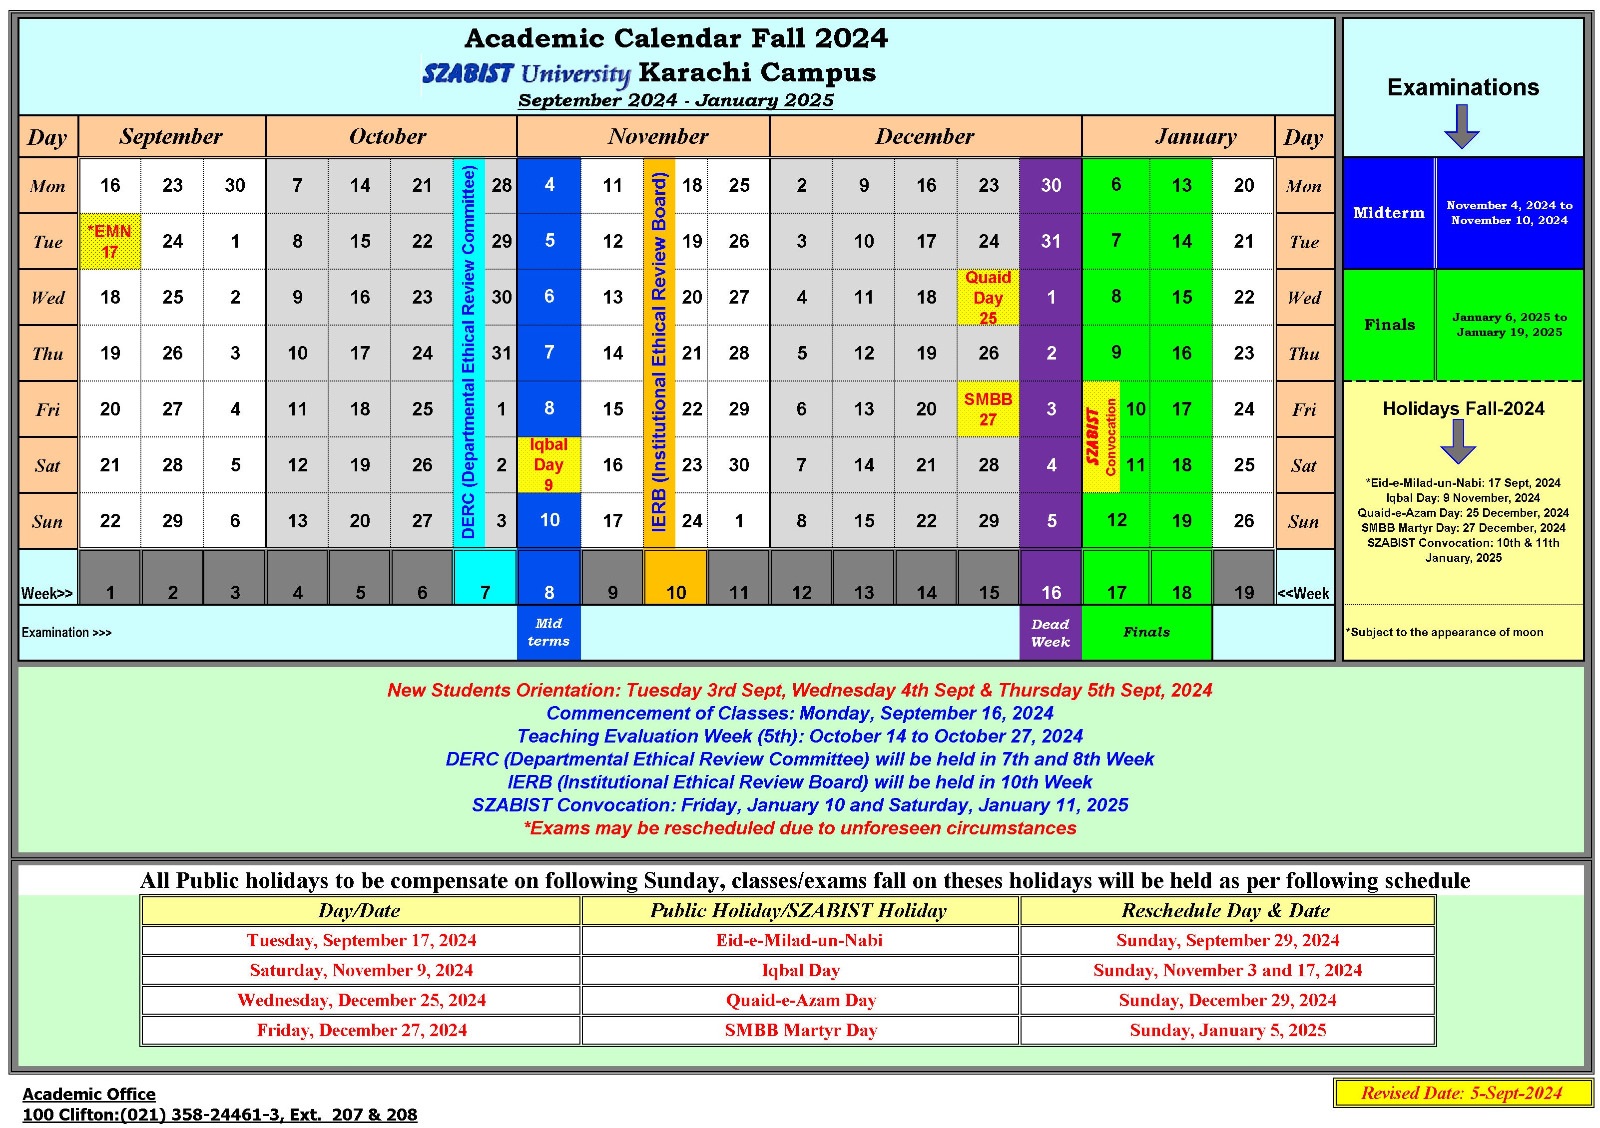 Academic Calendar Fall 2024
SZABIST University Karachi Campus
September 2024 - January 2025
Examinations
Day September October November December January Day
Mon 16 23 30 7 14 21 28 4 11 18 25 2 9 16 23 30 6 13 20 Mon
Tue *EMN 17 24 1 8 15 22 29 5 12 19 26 3 10 17 24 31 7 14 21 Tue
Wed 18 25 2 9 16 23 30 6 13 20 27 4 11 18 Quaid Day 25 1 8 15 22 Wed
Thu 19 26 3 10 17 24 31 7 14 21 28 5 12 19 26 2 9 16 23 Thu
Fri 20 27 4 11 18 25 1 8 15 22 29 6 13 20 SMBB 27 3 10 17 24 Fri
Sat 21 28 5 12 19 26 2 Iqbal Day 9 16 23 30 7 14 21 28 4 11 18 25 Sat
Sun 22 29 6 13 20 27 3 10 17 24 1 8 15 22 29 5 12 19 26 Sun
DERC (Departmental Ethical Review Committee)
IERB (Institutional Ethical Review Board)
SZABIST
Convocation
Week>> 1 2 3 4 5 6 7 8 9 10 11 12 13 14 15 16 17 18 19 <<Week
Examination >>> Mid terms Dead Week Finals
Midterm
November 4, 2024 to
November 10, 2024
Finals
January 6, 2025 to
January 19, 2025
Holidays Fall-2024
*Eid-e-Milad-un-Nabi: 17 Sept, 2024
Iqbal Day: 9 November, 2024
Quaid-e-Azam Day: 25 December, 2024
SMBB Martyr Day: 27 December, 2024
SZABIST Convocation: 10th & 11th
January, 2025
*Subject to the appearance of moon
New Students Orientation: Tuesday 3rd Sept, Wednesday 4th Sept & Thursday 5th Sept, 2024
Commencement of Classes: Monday, September 16, 2024
Teaching Evaluation Week (5th): October 14 to October 27, 2024
DERC (Departmental Ethical Review Committee) will be held in 7th and 8th Week
IERB (Institutional Ethical Review Board) will be held in 10th Week
SZABIST Convocation: Friday, January 10 and Saturday, January 11, 2025
*Exams may be rescheduled due to unforeseen circumstances
All Public holidays to be compensate on following Sunday, classes/exams fall on theses holidays will be held as per following schedule
Day/Date Public Holiday/SZABIST Holiday Reschedule Day & Date
Tuesday, September 17, 2024 Eid-e-Milad-un-Nabi Sunday, September 29, 2024
Saturday, November 9, 2024 Iqbal Day Sunday, November 3 and 17, 2024
Wednesday, December 25, 2024 Quaid-e-Azam Day Sunday, December 29, 2024
Friday, December 27, 2024 SMBB Martyr Day Sunday, January 5, 2025
Academic Office
100 Clifton:(021) 358-24461-3, Ext. 207 & 208
Revised Date: 5-Sept-2024